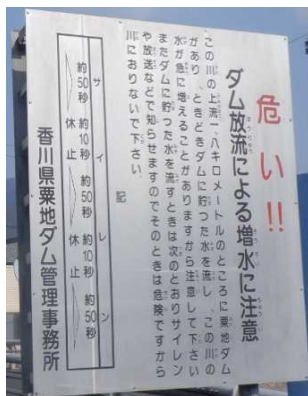 危い!!
ダム放流による増水に注意
この川の上流一、八キロメートルのところに粟地ダム
があり、ときどきダムに貯つた水を流し、この川の
水が急に増えることがありますから注意して下さい
またダムに貯つた水を流すときは次のとおりサイレン
や放送などで知らせますのでそのときは危険ですから
川におりないで下さい。
記
サイレン
約50秒 休止約10秒 約50秒 休止約10秒 約50秒
香川県粟地ダム管理事務所